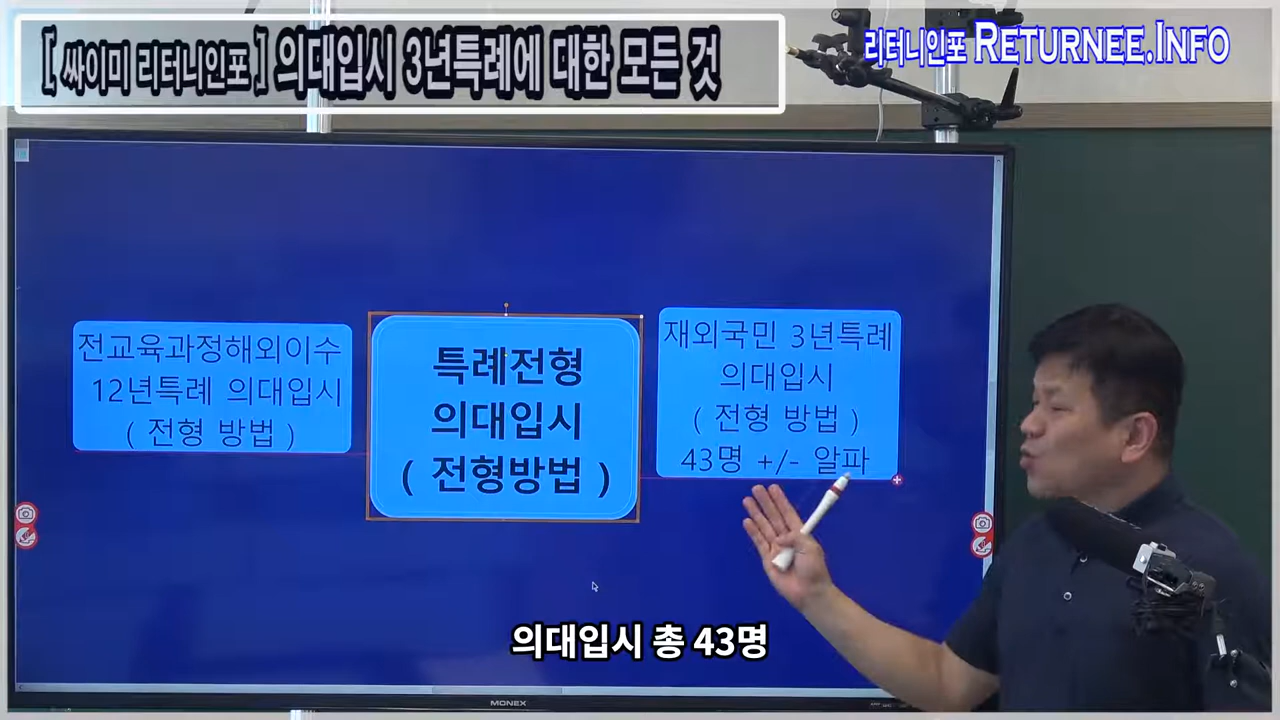 [ 싸이미 리터니인포 ] 의대입시 3년특례에 대한 모든 것
리터니인포 RETURNEE.INFO
전교육과정해외이수
12년특례 의대입시
( 전형 방법 )
특례전형
의대입시
( 전형방법 )
재외국민 3년특례
의대입시
( 전형 방법 )
43명 +/- 알파
의대입시 총 43명
MONEX